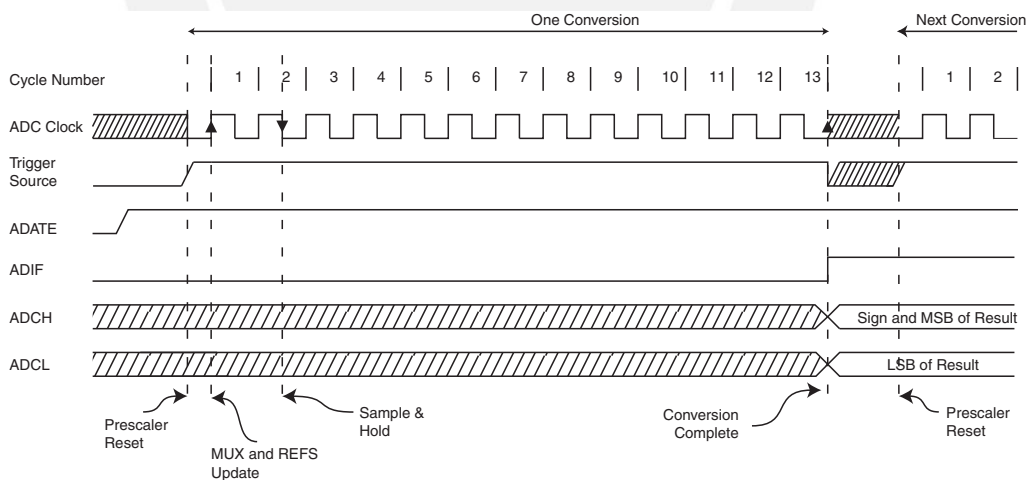 One Conversion
Next Conversion
Cycle Number
1 2 3 4 5 6 7 8 9 10 11 12 13 1 2
ADC Clock
Trigger
Source
ADATE
ADIF
ADCH
Sign and MSB of Result
ADCL
LSB of Result
Prescaler
Reset
MUX and REFS
Update
Sample &
Hold
Conversion
Complete
Prescaler
Reset